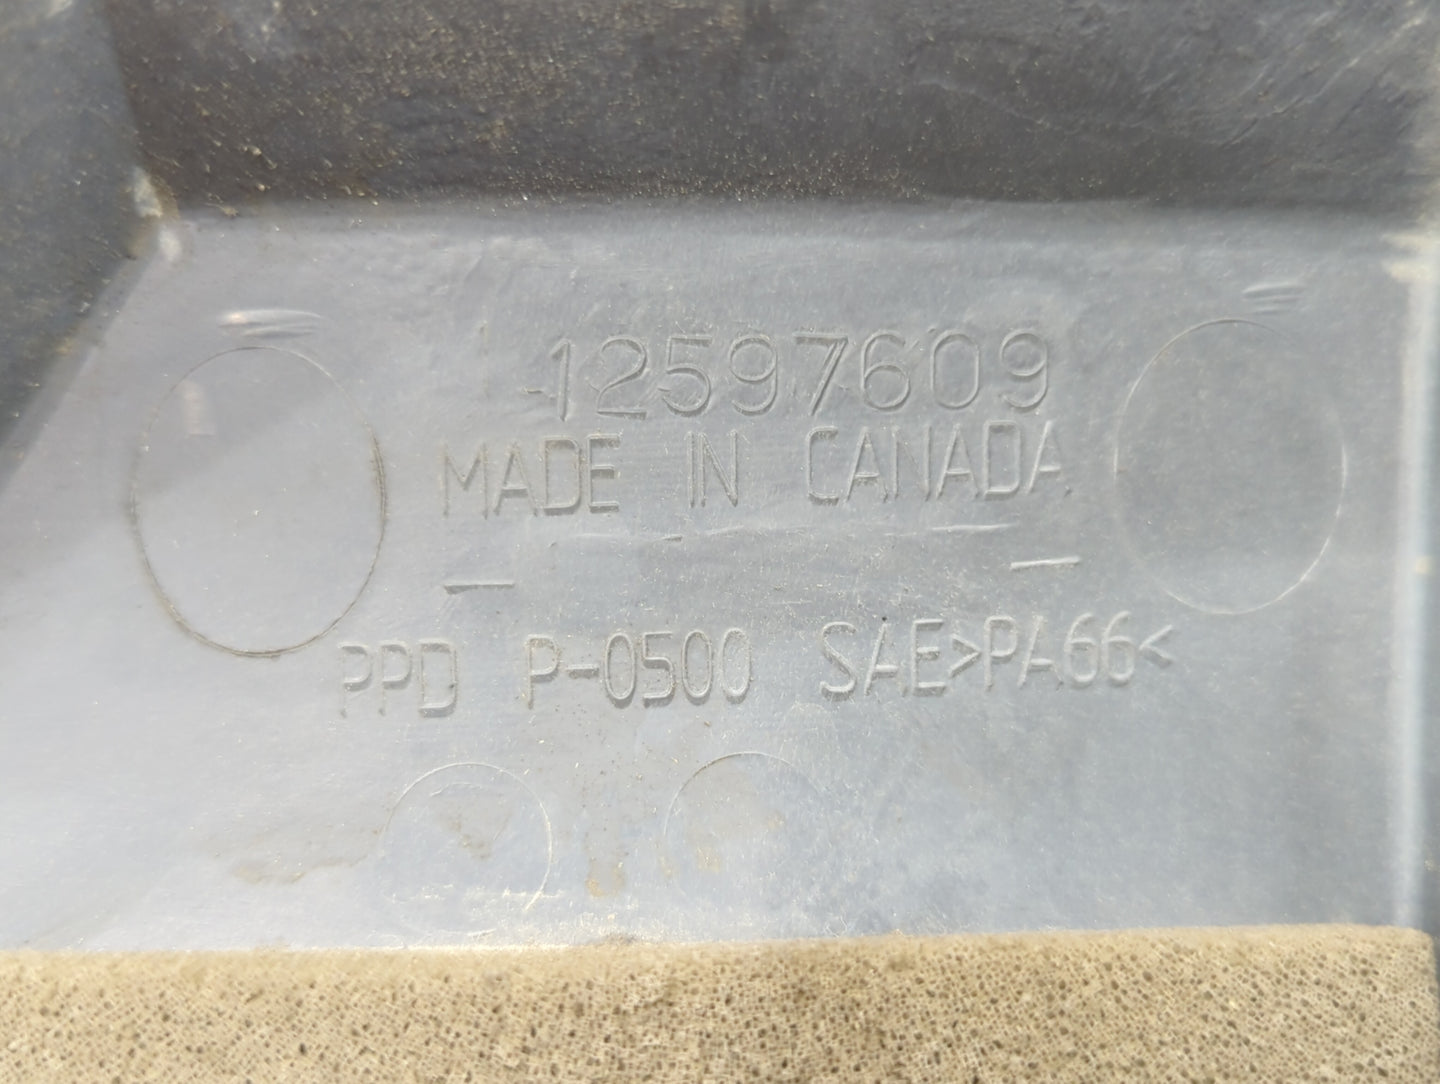 12597609
MADE IN CANADA
PPD P-0500 SAE>PA66<